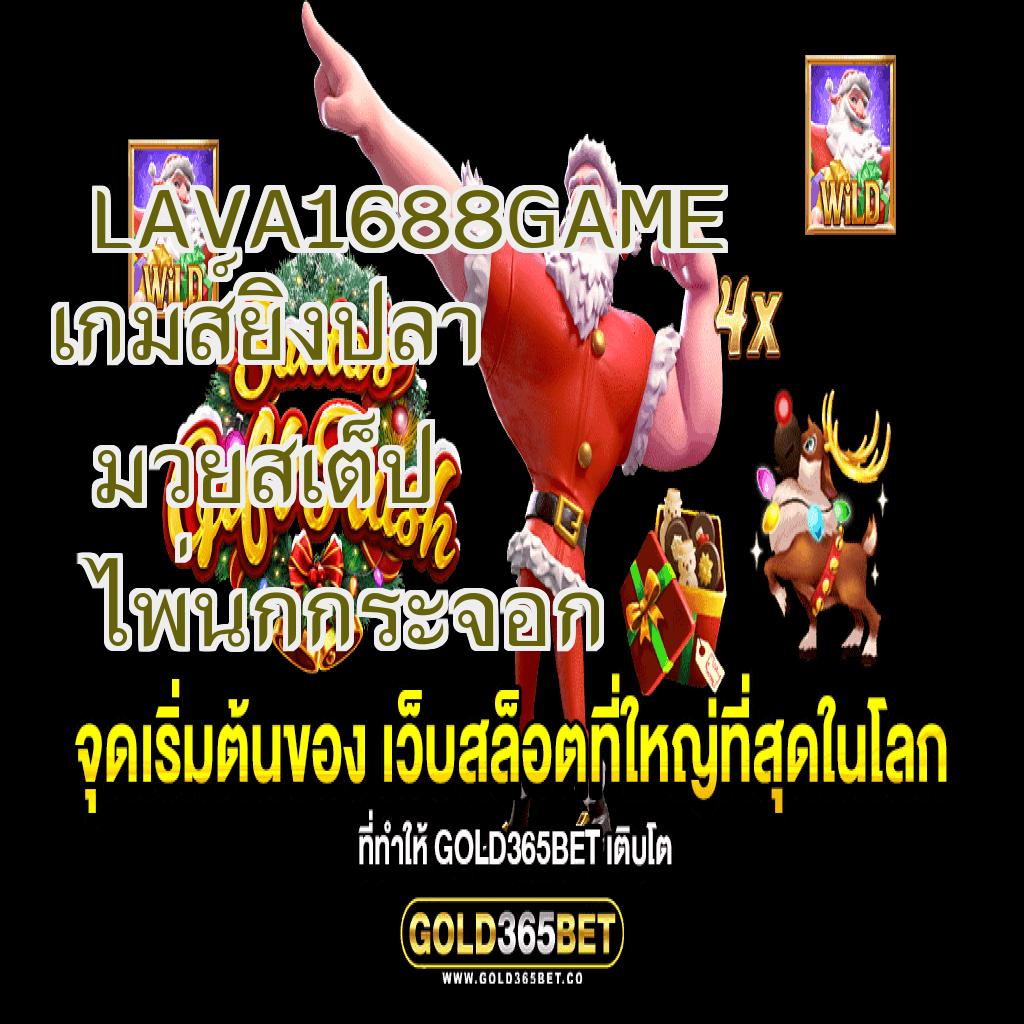 WILD
LAVA1688GAME
WILD
เกมส์ยิงปลา
4x
Santa's
Gift Rush
มวยสเต็ป
ไพ่นกกระจอก
จุดเริ่มต้นของ เว็บสล็อตที่ใหญ่ที่สุดในโลก
ที่ทำให้ GOLD365BET เติบโต
GOLD365BET
WWW.GOLD365BET.CO